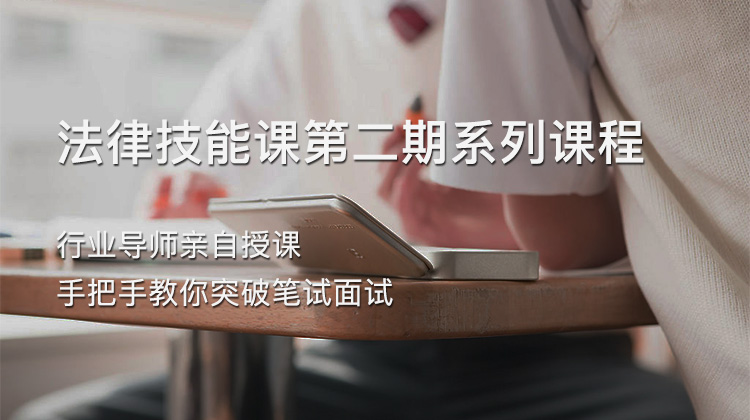 法律技能课第二期系列课程
行业导师亲自授课
手把手教你突破笔试面试